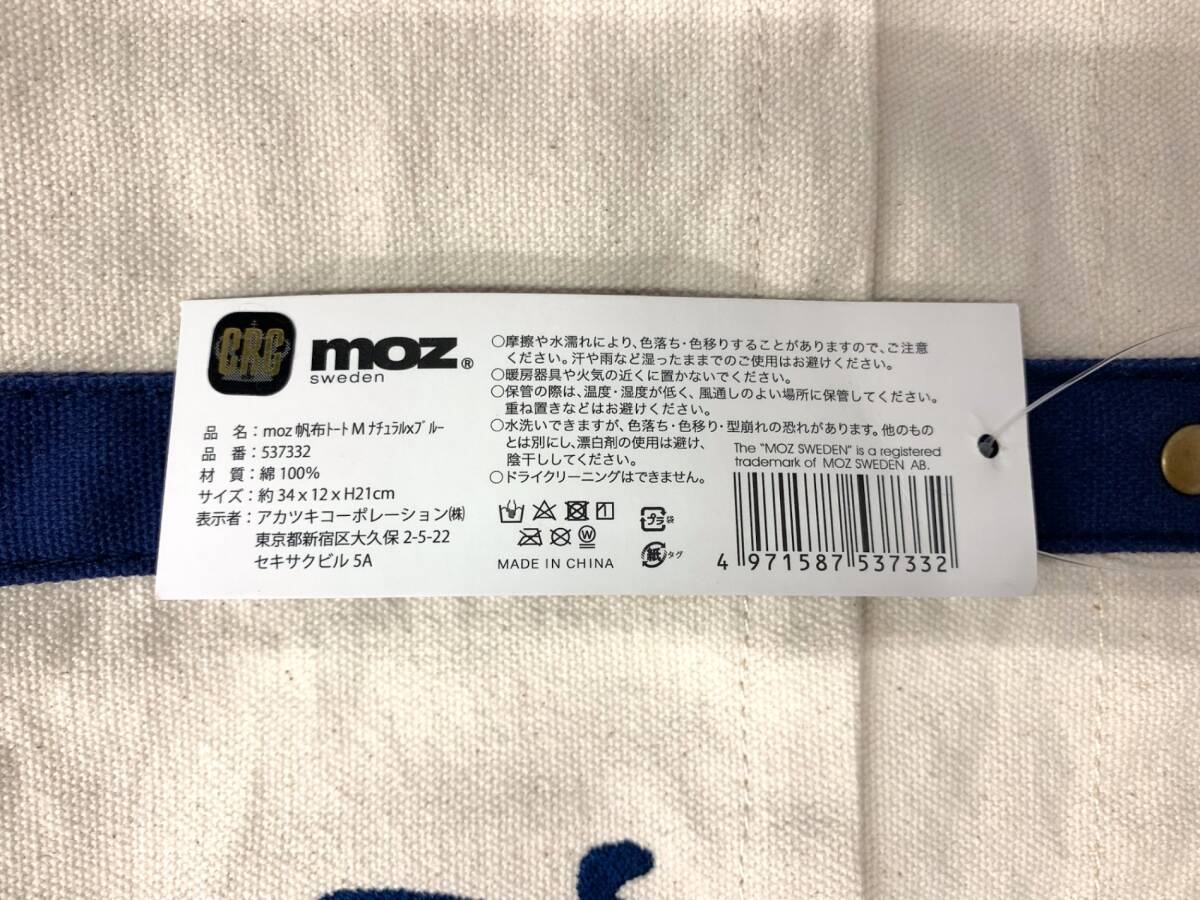 CRG
moz®
sweden
品 名：moz 帆布ﾄｰﾄ M ﾅﾁｭﾗﾙxﾌﾞﾙｰ
品 番：537332
材 質：綿 100%
サイズ：約 34 x 12 x H21cm
表示者：アカツキコーポレーション㈱
東京都新宿区大久保 2-5-22
セキサクビル 5A
○摩擦や水濡れにより、色落ち・色移りすることがありますので、ご注意
ください。汗や雨など湿ったままでのご使用はお避けください。
○暖房器具や火気の近くに置かないでください。
○保管の際は、温度・湿度が低く、風通しのよい場所に保管してください。
重ね置きなどはお避けください。
○水洗いできますが、色落ち・色移り・型崩れの恐れがあります。他のもの
とは別にし、漂白剤の使用は避け、
陰干ししてください。
○ドライクリーニングはできません。
The "MOZ SWEDEN" is a registered
trademark of MOZ SWEDEN AB.
プラ 袋
紙 タグ
MADE IN CHINA
4 971587 537332